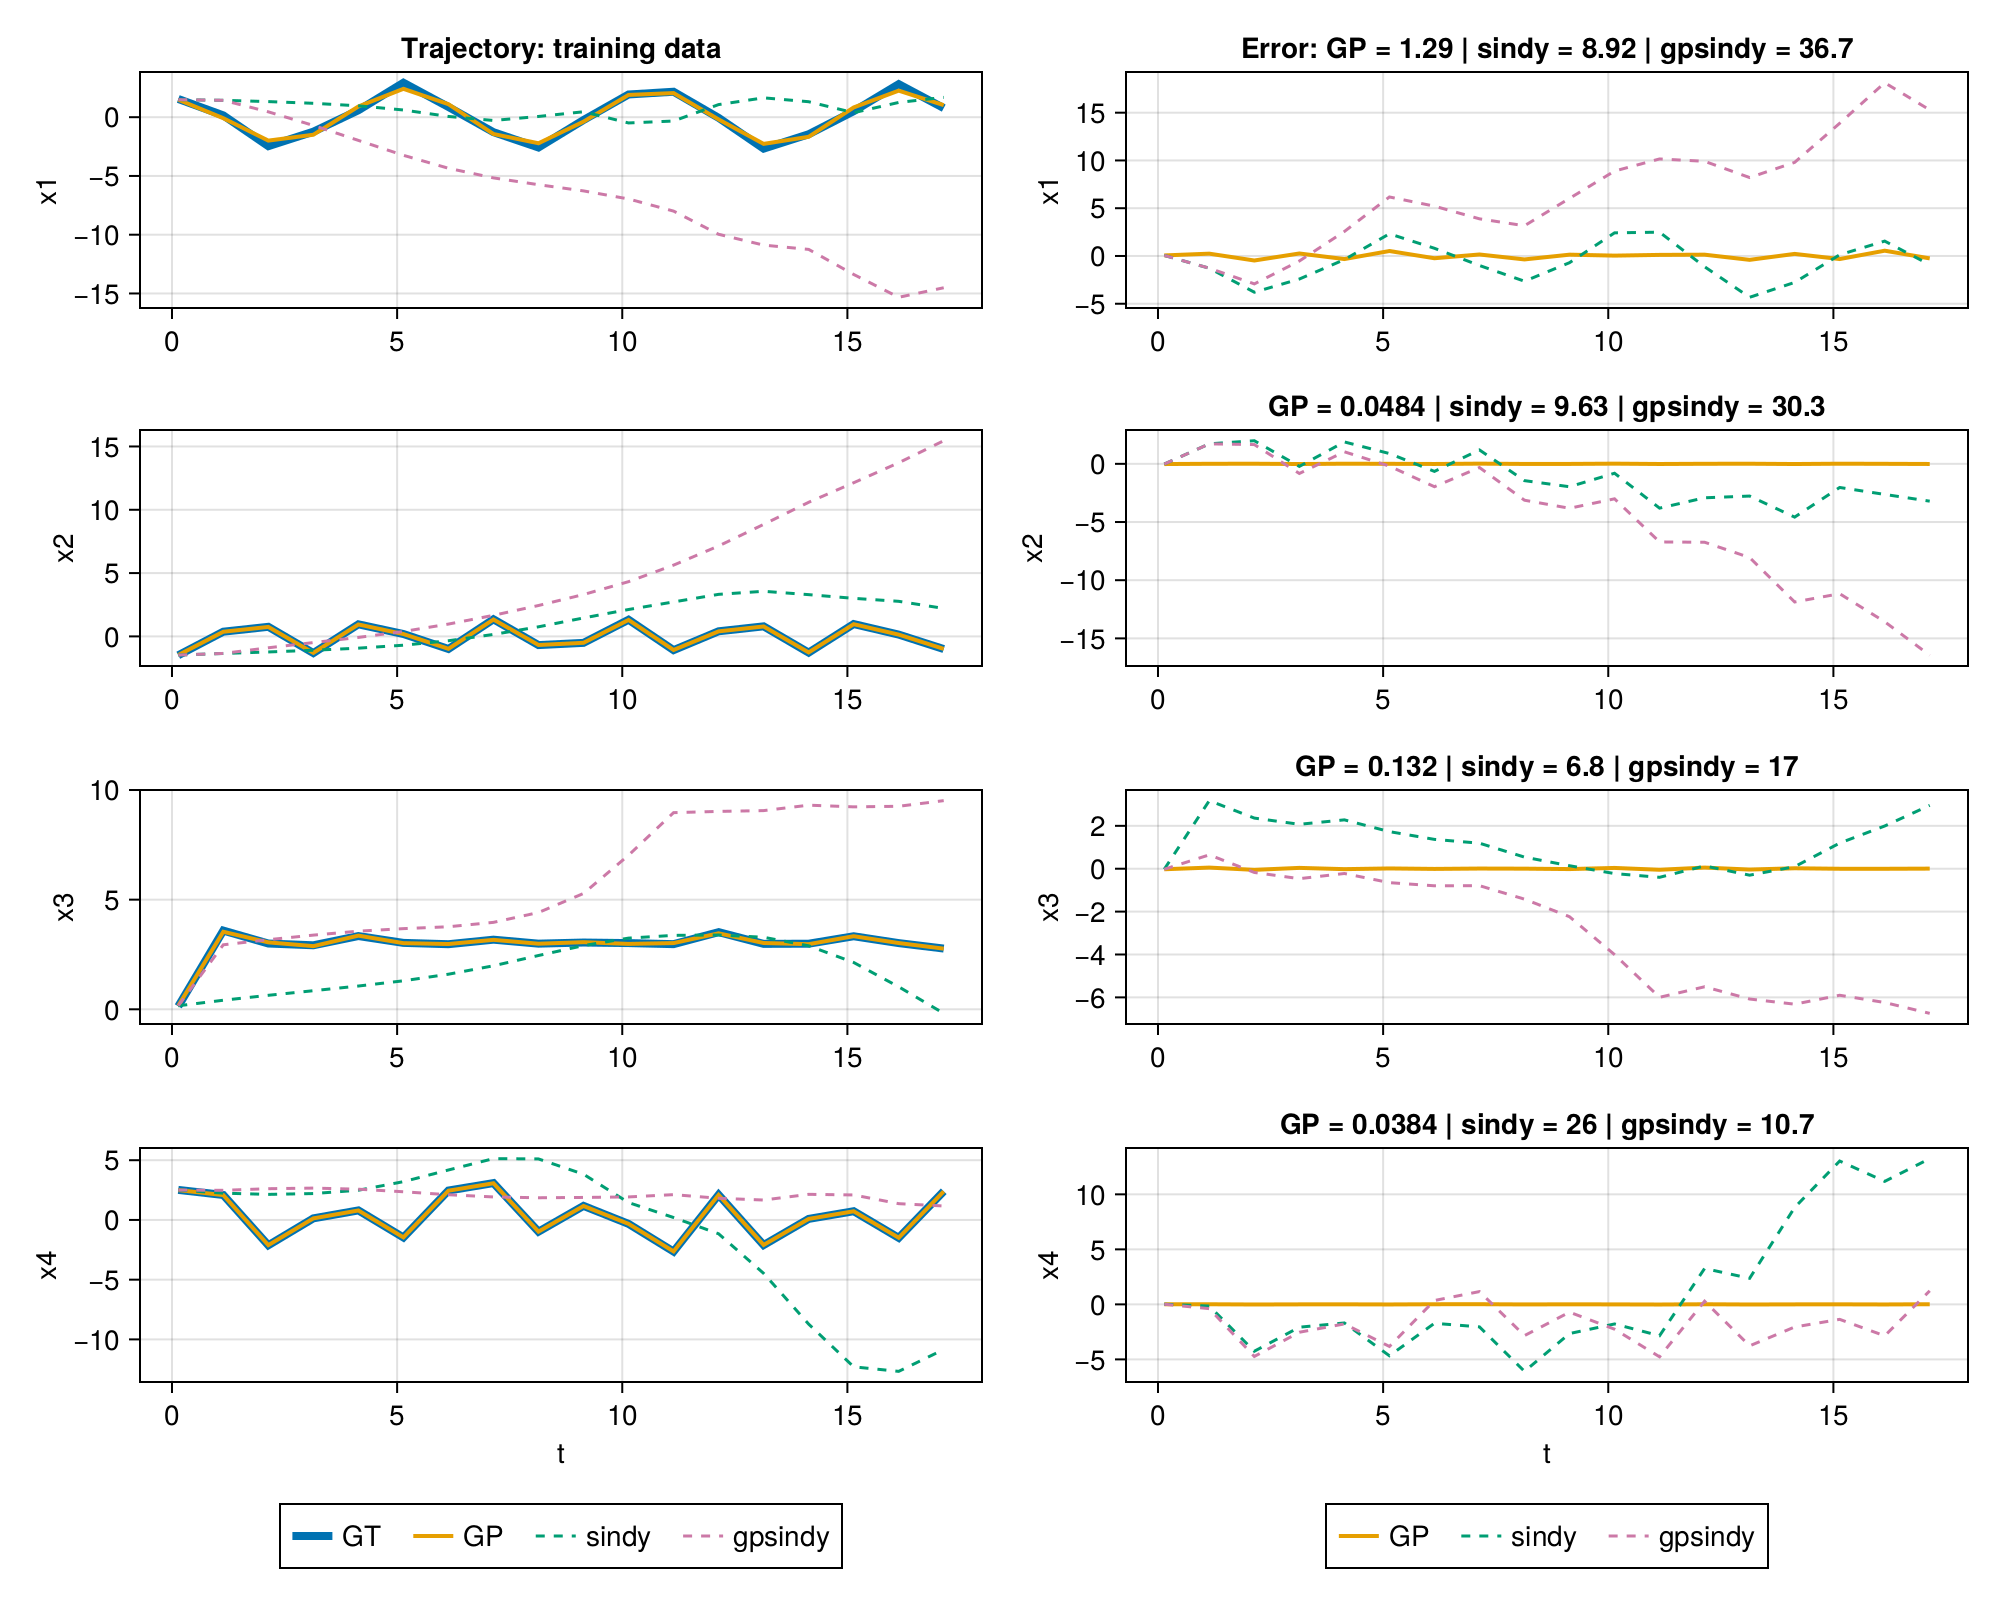 Trajectory: training data
x1
0
−5
−10
−15
0 5 10 15
Error: GP = 1.29 | sindy = 8.92 | gpsindy = 36.7
x1
15
10
5
0
−5
0 5 10 15
x2
15
10
5
0
0 5 10 15
GP = 0.0484 | sindy = 9.63 | gpsindy = 30.3
x2
0
−5
−10
−15
0 5 10 15
x3
10
5
0
0 5 10 15
GP = 0.132 | sindy = 6.8 | gpsindy = 17
x3
2
0
−2
−4
−6
0 5 10 15
x4
5
0
−5
−10
0 5 10 15
t
GP = 0.0384 | sindy = 26 | gpsindy = 10.7
x4
10
5
0
−5
0 5 10 15
t
GT GP sindy gpsindy
GP sindy gpsindy